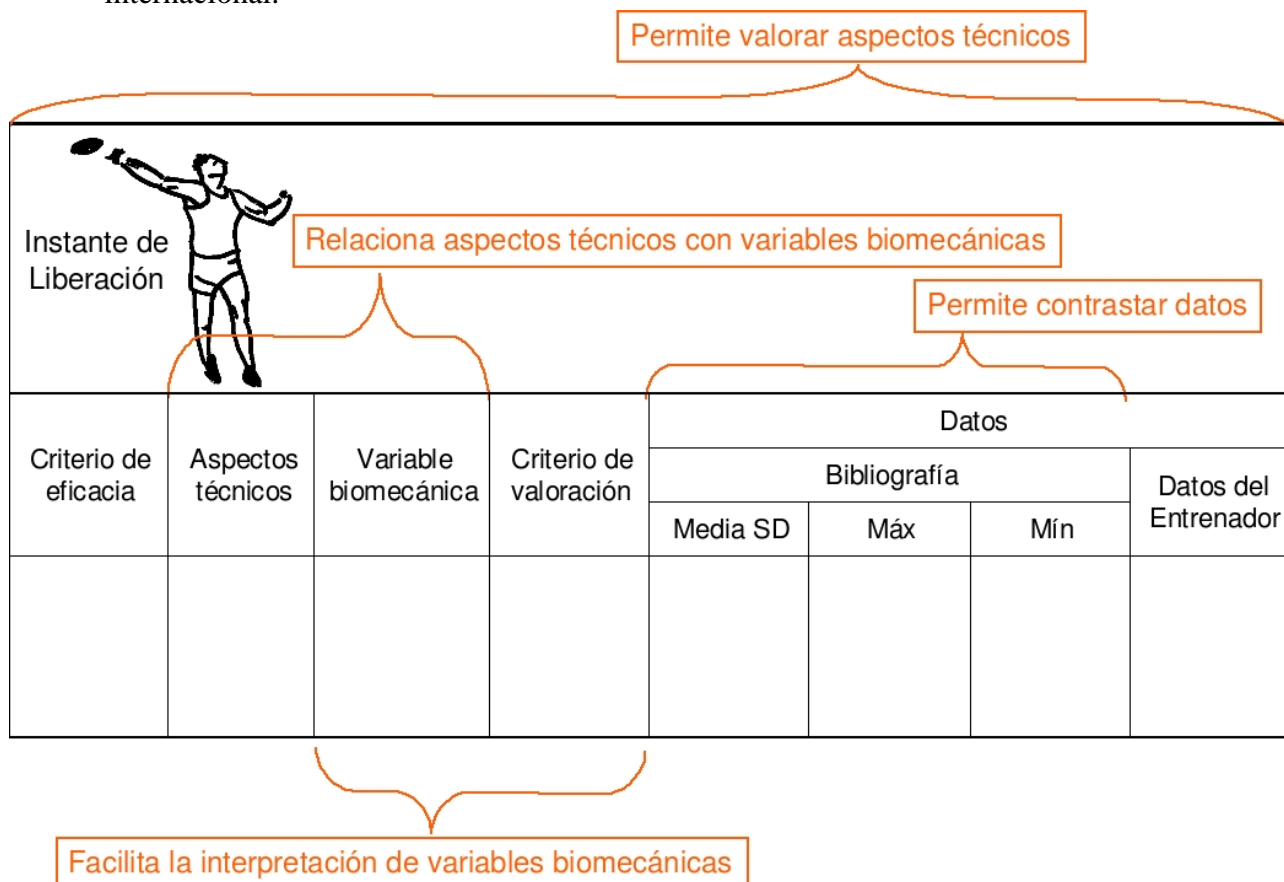 internacional.
Permite valorar aspectos técnicos
Instante de
Liberación
Relaciona aspectos técnicos con variables biomecánicas
Permite contrastar datos
Criterio de
eficacia
Aspectos
técnicos
Variable
biomecánica
Criterio de
valoración
Datos
Bibliografía
Media SD
Máx
Mín
Datos del
Entrenador
Facilita la interpretación de variables biomecánicas